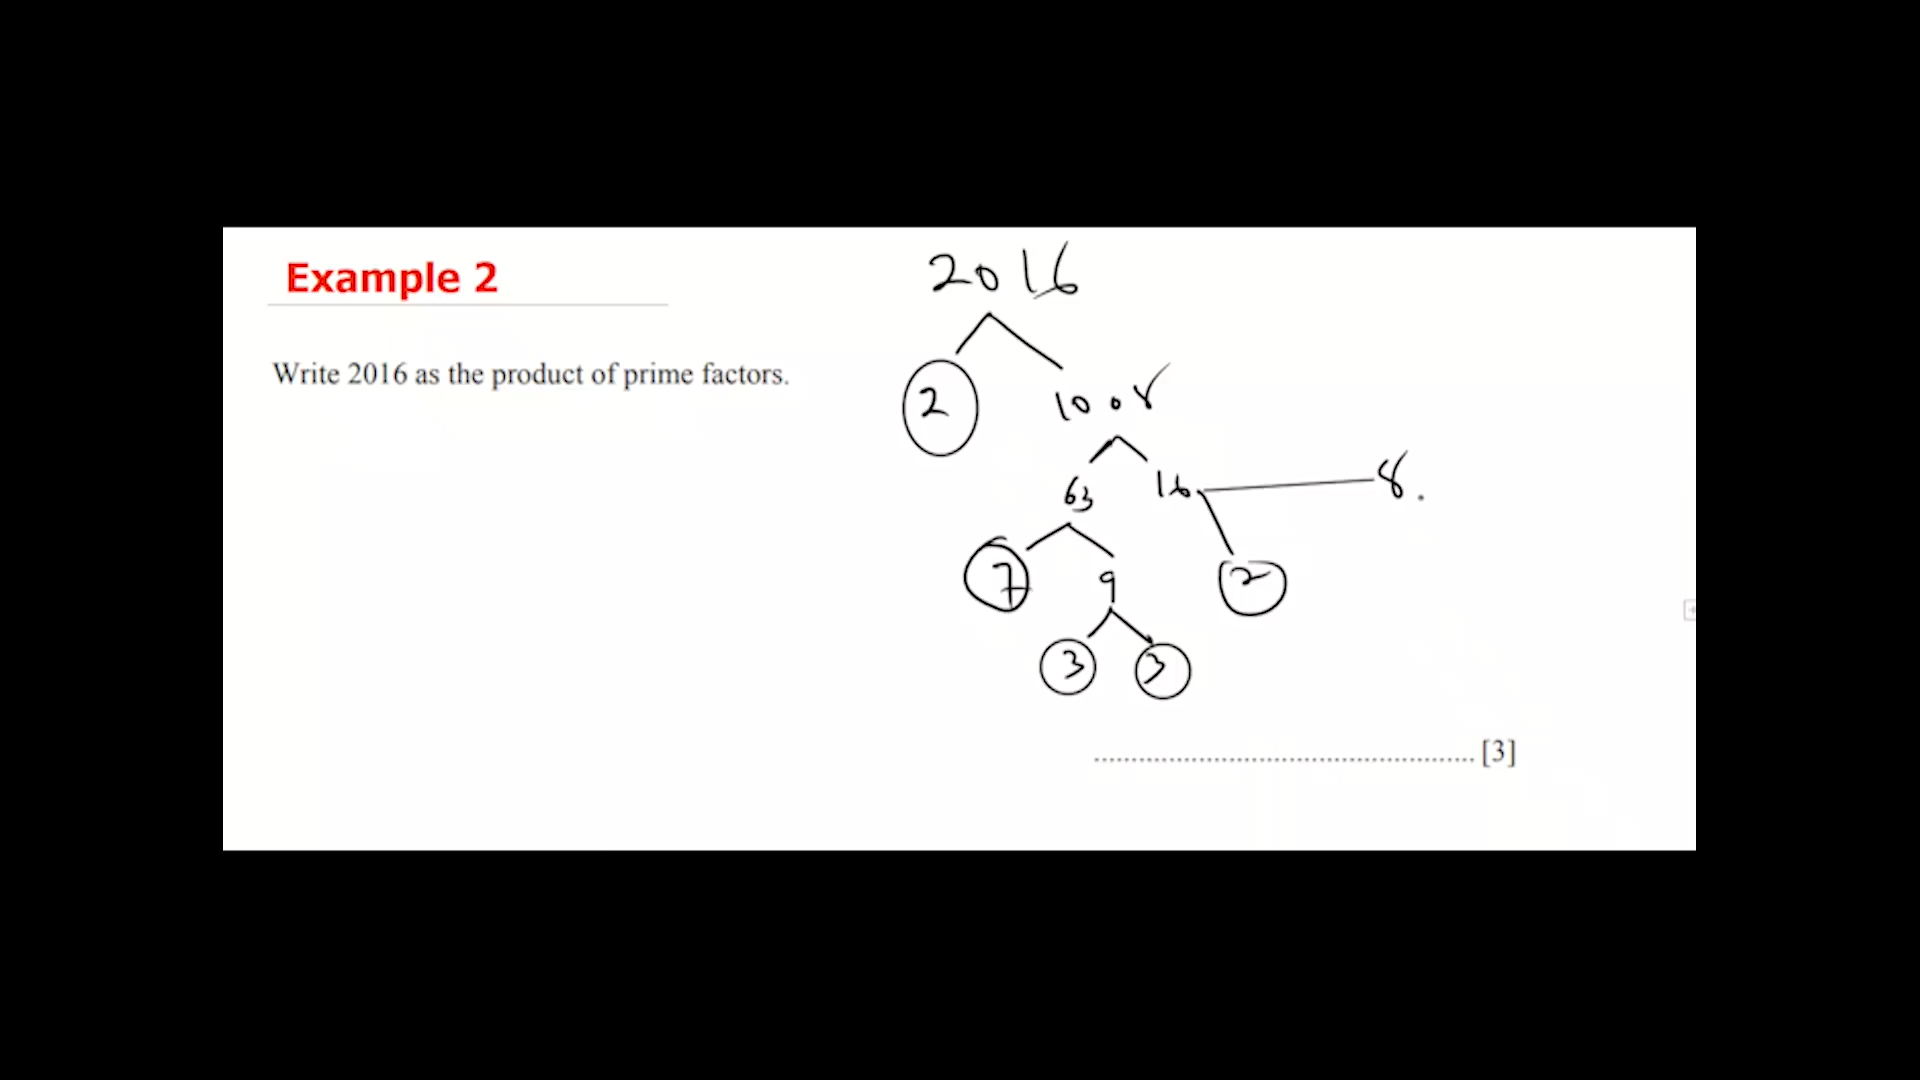 Example 2
2016
Write 2016 as the product of prime factors.
2 1008
63 16 8.
7 9 2
3 3
.................................................. [3]